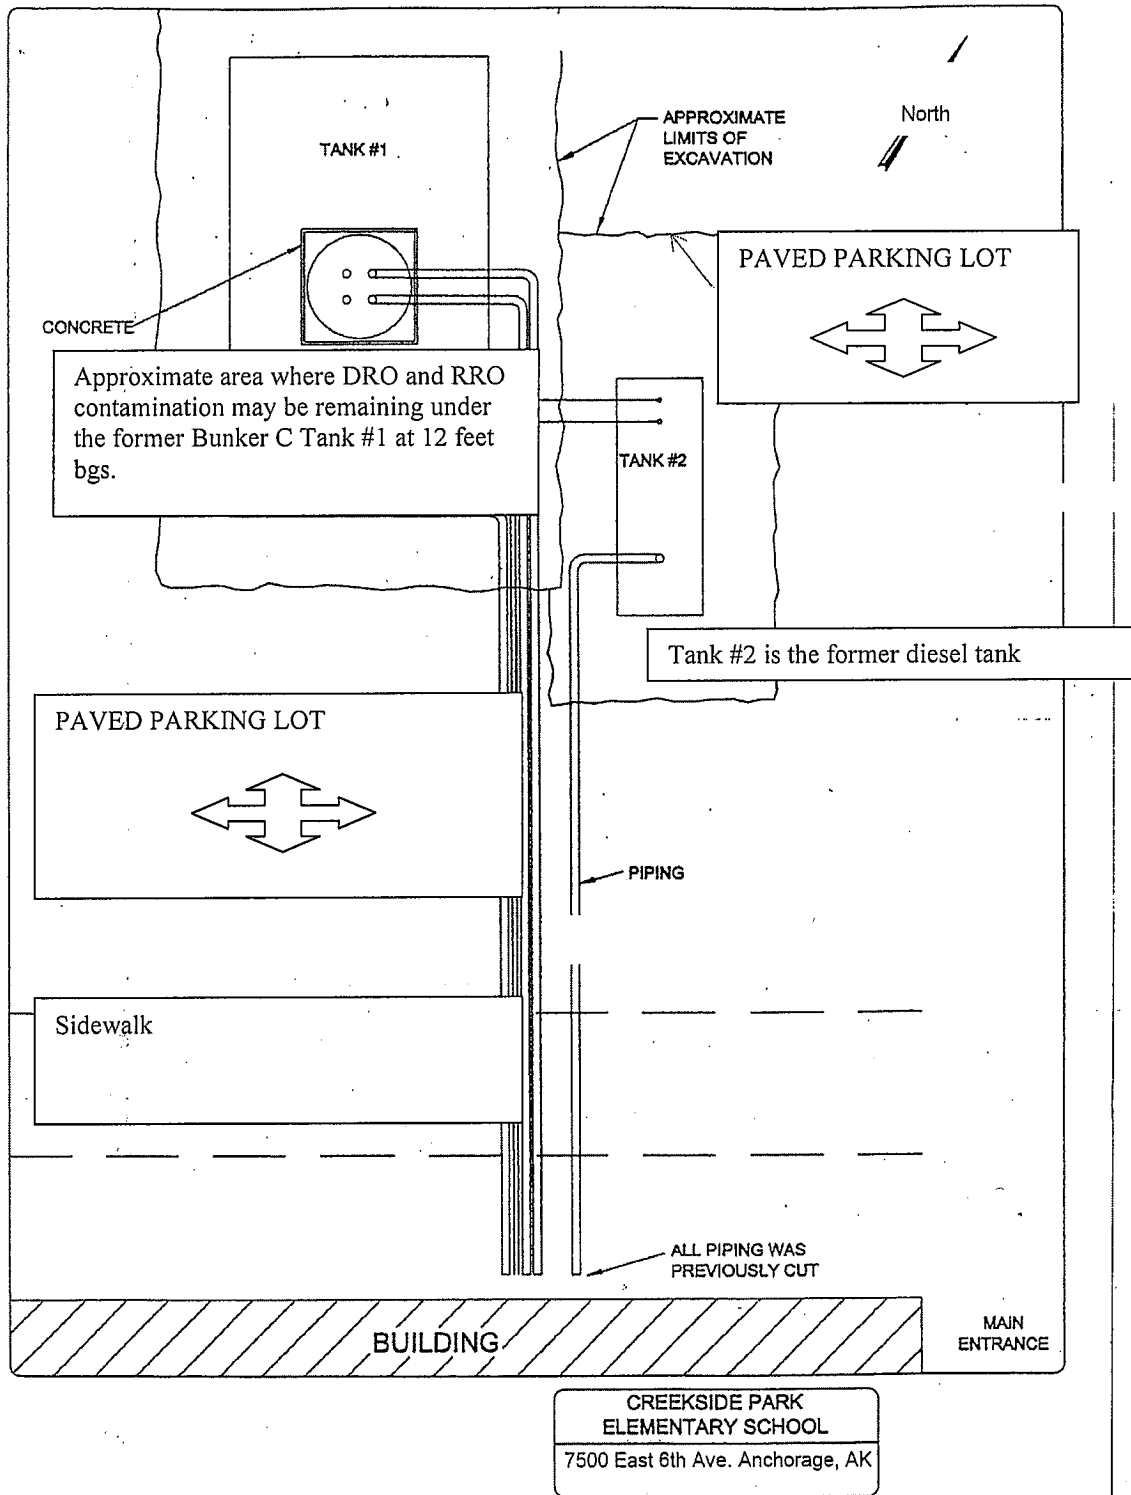 TANK #1
APPROXIMATE
LIMITS OF
EXCAVATION
North
PAVED PARKING LOT
CONCRETE
Approximate area where DRO and RRO
contamination may be remaining under
the former Bunker C Tank #1 at 12 feet
bgs.
TANK #2
Tank #2 is the former diesel tank
PAVED PARKING LOT
PIPING
Sidewalk
ALL PIPING WAS
PREVIOUSLY CUT
BUILDING
MAIN
ENTRANCE
CREEKSIDE PARK
ELEMENTARY SCHOOL
7500 East 6th Ave. Anchorage, AK